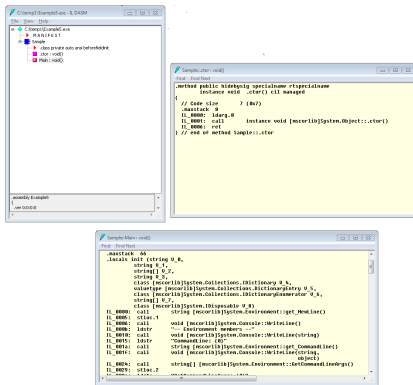 C:\temp2\Example5.exe - IL DASM
File View Help
C:\temp2\Example5.exe
M A N I F E S T
Sample
.class private auto ansi beforefieldinit
.ctor : void()
Main : void()
.assembly Example5
{
.ver 0:0:0:0
Sample::.ctor : void()
Find Find Next
.method public hidebysig specialname rtspecialname
instance void .ctor() cil managed
{
// Code size 7 (0x7)
.maxstack 8
IL_0000: ldarg.0
IL_0001: call instance void [mscorlib]System.Object::.ctor()
IL_0006: ret
} // end of method Sample::.ctor
Sample::Main : void()
Find Find Next
.maxstack 66
.locals init (string V_0,
string V_1,
string[] V_2,
string V_3,
class [mscorlib]System.Collections.IDictionary V_4,
valuetype [mscorlib]System.Collections.DictionaryEntry V_5,
class [mscorlib]System.Collections.IDictionaryEnumerator V_6,
string[] V_7,
class [mscorlib]System.IDisposable V_8)
IL_0000: call string [mscorlib]System.Environment::get_NewLine()
IL_0005: stloc.1
IL_0006: call void [mscorlib]System.Console::WriteLine()
IL_000b: ldstr "-- Environment members --"
IL_0010: call void [mscorlib]System.Console::WriteLine(string)
IL_0015: ldstr "CommandLine: {0}"
IL_001a: call string [mscorlib]System.Environment::get_CommandLine()
IL_001f: call void [mscorlib]System.Console::WriteLine(string,
object)
IL_0024: call string[] [mscorlib]System.Environment::GetCommandLineArgs()
IL_0029: stloc.2